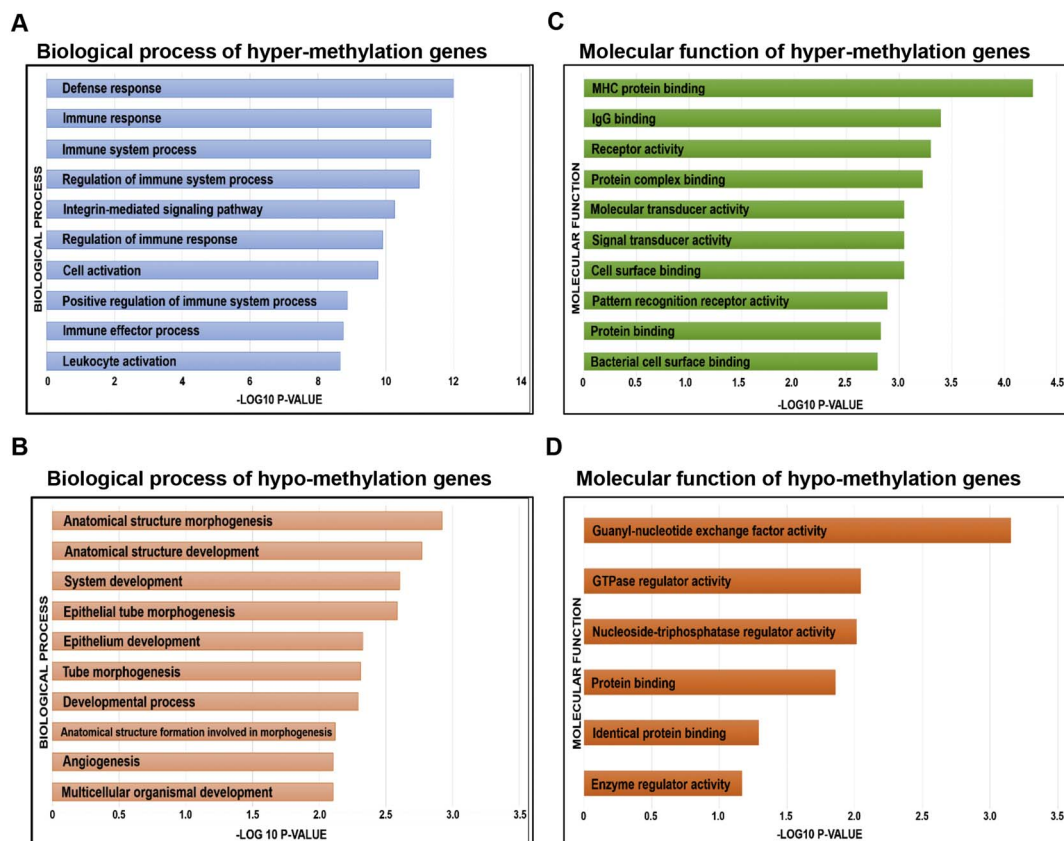 A
Biological process of hyper-methylation genes
BIOLOGICAL PROCESS
Defense response
Immune response
Immune system process
Regulation of immune system process
Integrin-mediated signaling pathway
Regulation of immune response
Cell activation
Positive regulation of immune system process
Immune effector process
Leukocyte activation
0 2 4 6 8 10 12 14
-LOG10 P-VALUE
C
Molecular function of hyper-methylation genes
MOLECULAR FUNCTION
MHC protein binding
IgG binding
Receptor activity
Protein complex binding
Molecular transducer activity
Signal transducer activity
Cell surface binding
Pattern recognition receptor activity
Protein binding
Bacterial cell surface binding
0 0.5 1.0 1.5 2.0 2.5 3.0 3.5 4.0 4.5
-LOG10 P-VALUE
B
Biological process of hypo-methylation genes
BIOLOGICAL PROCESS
Anatomical structure morphogenesis
Anatomical structure development
System development
Epithelial tube morphogenesis
Epithelium development
Tube morphogenesis
Developmental process
Anatomical structure formation involved in morphogenesis
Angiogenesis
Multicellular organismal development
0 0.5 1.0 1.5 2.0 2.5 3.0 3.5
-LOG 10 P-VALUE
D
Molecular function of hypo-methylation genes
MOLECULAR FUNCTION
Guanyl-nucleotide exchange factor activity
GTPase regulator activity
Nucleoside-triphosphatase regulator activity
Protein binding
Identical protein binding
Enzyme regulator activity
0 0.5 1.0 1.5 2.0 2.5 3.0 3.5
-LOG10 P-VALUE